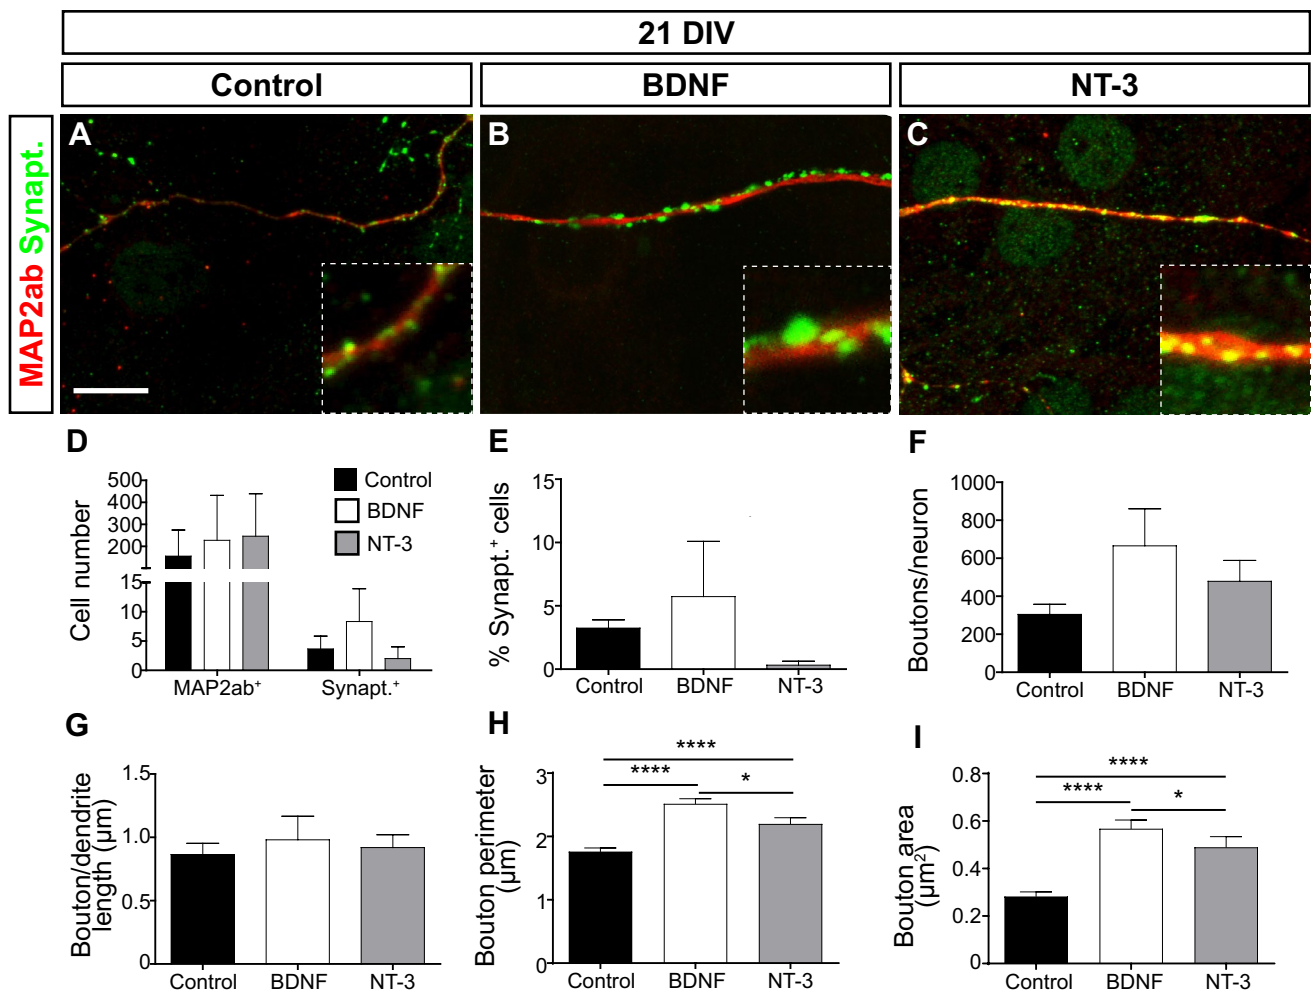 21 DIV
Control
BDNF
NT-3
MAP2ab Synapt.
A
B
C
D
Cell number
500
400
300
200
15
10
5
0
MAP2ab⁺
Synapt.⁺
Control
BDNF
NT-3
E
% Synapt.⁺ cells
15
10
5
0
Control
BDNF
NT-3
F
Boutons/neuron
1000
800
600
400
200
0
Control
BDNF
NT-3
G
Bouton/dendrite
length (μm)
1.5
1.0
0.5
0
Control
BDNF
NT-3
H
Bouton perimeter
(μm)
3
2
1
0
****
****
*
Control
BDNF
NT-3
I
Bouton area
(μm²)
0.8
0.6
0.4
0.2
0
****
****
*
Control
BDNF
NT-3